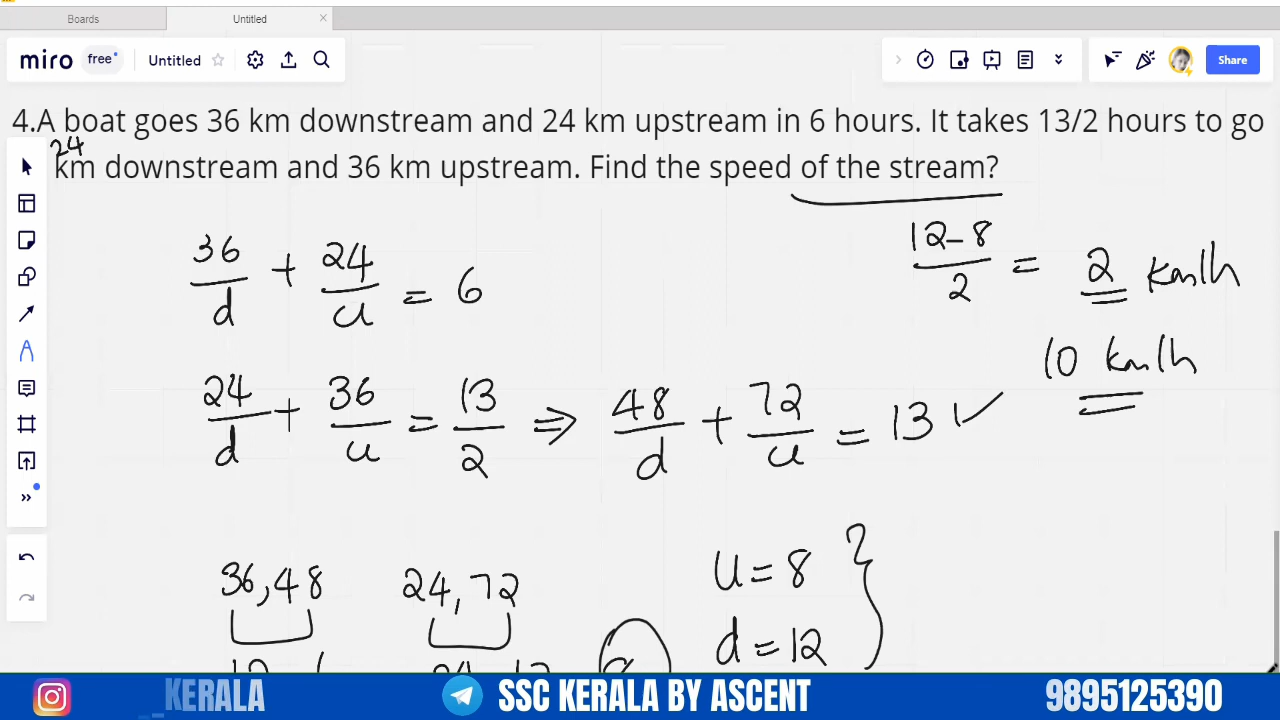 Boards
Untitled
miro free Untitled
Share
4.A boat goes 36 km downstream and 24 km upstream in 6 hours. It takes 13/2 hours to go
24 km downstream and 36 km upstream. Find the speed of the stream?
36/d + 24/u = 6
12-8/2 = 2 km/h
10 km/h
24/d + 36/u = 13/2 ⇒ 48/d + 72/u = 13 ✓
36,48 24,72
u = 8
d = 12
KERALA SSC KERALA BY ASCENT 9895125390